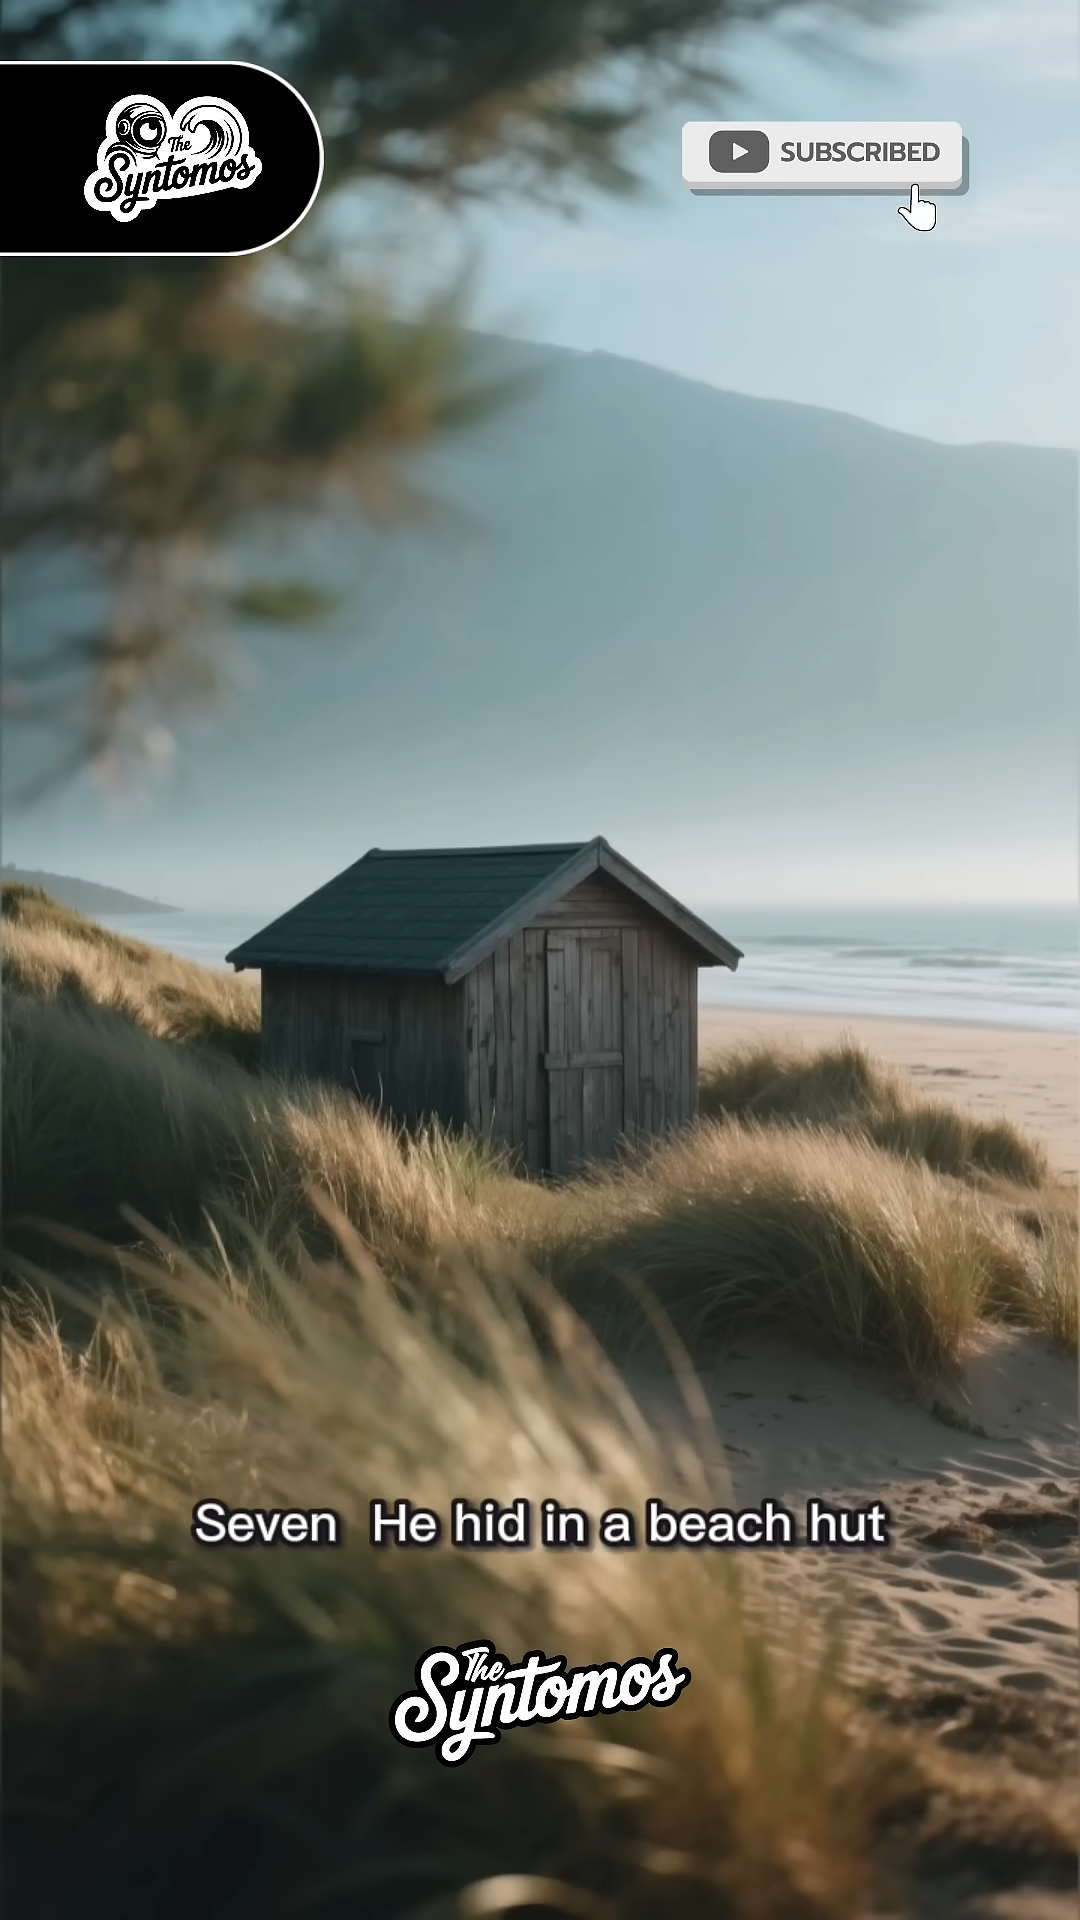 The
Syntomos
SUBSCRIBED
Seven  He hid in a beach hut
The
Syntomos